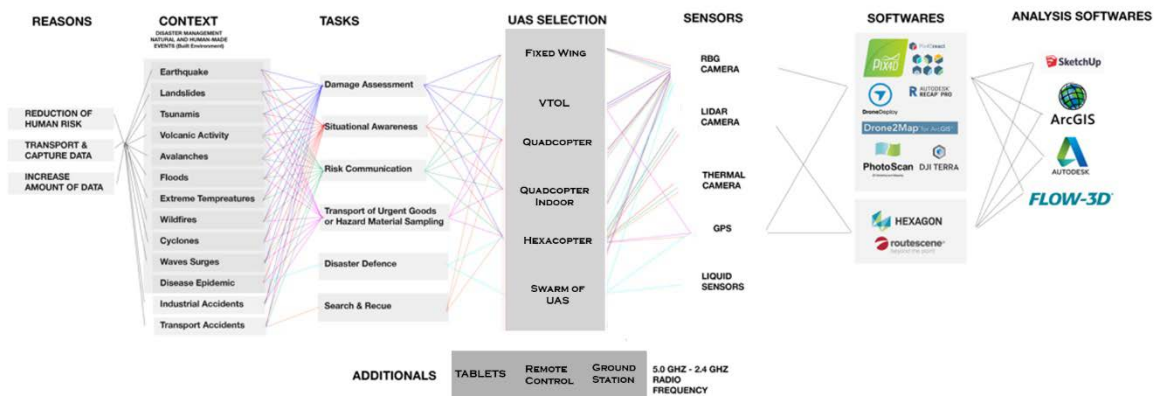 REASONS
CONTEXT
DISASTER MANAGEMENT
NATURAL AND HUMAN-MADE
EVENTS (Built Environment)
TASKS
UAS SELECTION
SENSORS
SOFTWARES
ANALYSIS SOFTWARES
REDUCTION OF
HUMAN RISK
TRANSPORT &
CAPTURE DATA
INCREASE
AMOUNT OF DATA
Earthquake
Landslides
Tsunamis
Volcanic Activity
Avalanches
Floods
Extreme Tempreatures
Wildfires
Cyclones
Waves Surges
Disease Epidemic
Industrial Accidents
Transport Accidents
Damage Assessment
Situational Awareness
Risk Communication
Transport of Urgent Goods
or Hazard Material Sampling
Disaster Defence
Search & Recue
FIXED WING
VTOL
QUADCOPTER
QUADCOPTER
INDOOR
HEXACOPTER
SWARM OF
UAS
RBG
CAMERA
LIDAR
CAMERA
THERMAL
CAMERA
GPS
LIQUID
SENSORS
PIX4D
Pix4Dreact
DroneDeploy
AUTODESK
RECAP PRO
Drone2Map for ArcGIS
PhotoScan
DJI TERRA
HEXAGON
routescene
beyond the point
SketchUp
ArcGIS
AUTODESK
FLOW-3D
ADDITIONALS
TABLETS
REMOTE
CONTROL
GROUND
STATION
5.0 GHZ - 2.4 GHZ
RADIO
FREQUENCY